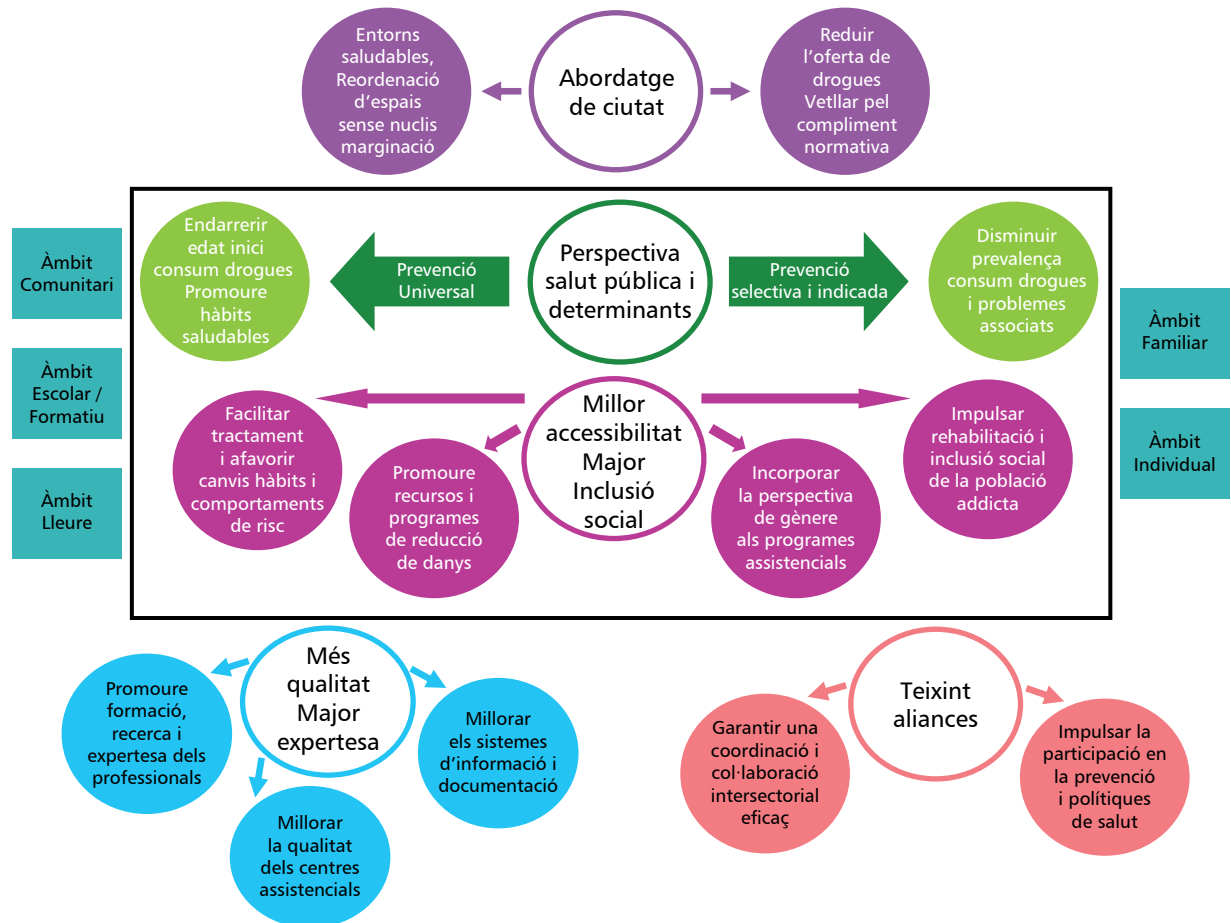 Entorns
saludables,
Reordenació
d'espais
sense nuclis
marginació
Abordatge
de ciutat
Reduir
l'oferta de
drogues
Vetllar pel
compliment
normativa
Àmbit
Comunitari
Àmbit
Escolar /
Formatiu
Àmbit
Lleure
Endarrerir
edat inici
consum drogues
Promoure
hàbits
saludables
Prevenció
Universal
Perspectiva
salut pública i
determinants
Prevenció
selectiva i indicada
Disminuir
prevalença
consum drogues
i problemes
associats
Àmbit
Familiar
Àmbit
Individual
Facilitar
tractament
i afavorir
canvis hàbits i
comportaments
de risc
Promoure
recursos i
programes
de reducció
de danys
Millor
accessibilitat
Major
Inclusió
social
Incorporar
la perspectiva
de gènere
als programes
assistencials
Impulsar
rehabilitació i
inclusió social
de la població
addicta
Promoure
formació,
recerca i
expertesa dels
professionals
Més
qualitat
Major
expertesa
Millorar
els sistemes
d'informació i
documentació
Millorar
la qualitat
dels centres
assistencials
Garantir una
coordinació i
col·laboració
intersectorial
eficaç
Teixint
aliances
Impulsar la
participació en
la prevenció
i polítiques
de salut